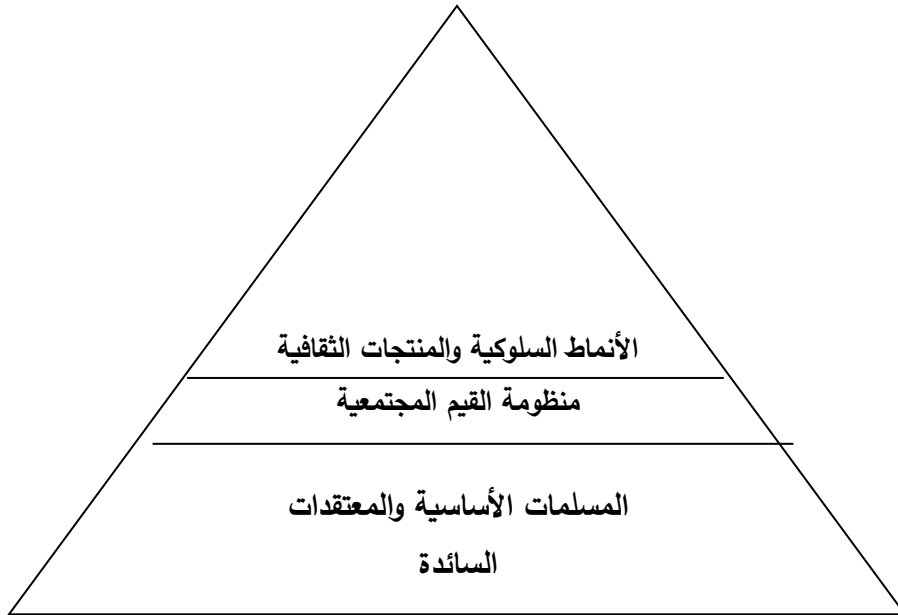 الأنماط السلوكية والمنتجات الثقافية
منظومة القيم المجتمعية
المسلمات الأساسية والمعتقدات
السائدة